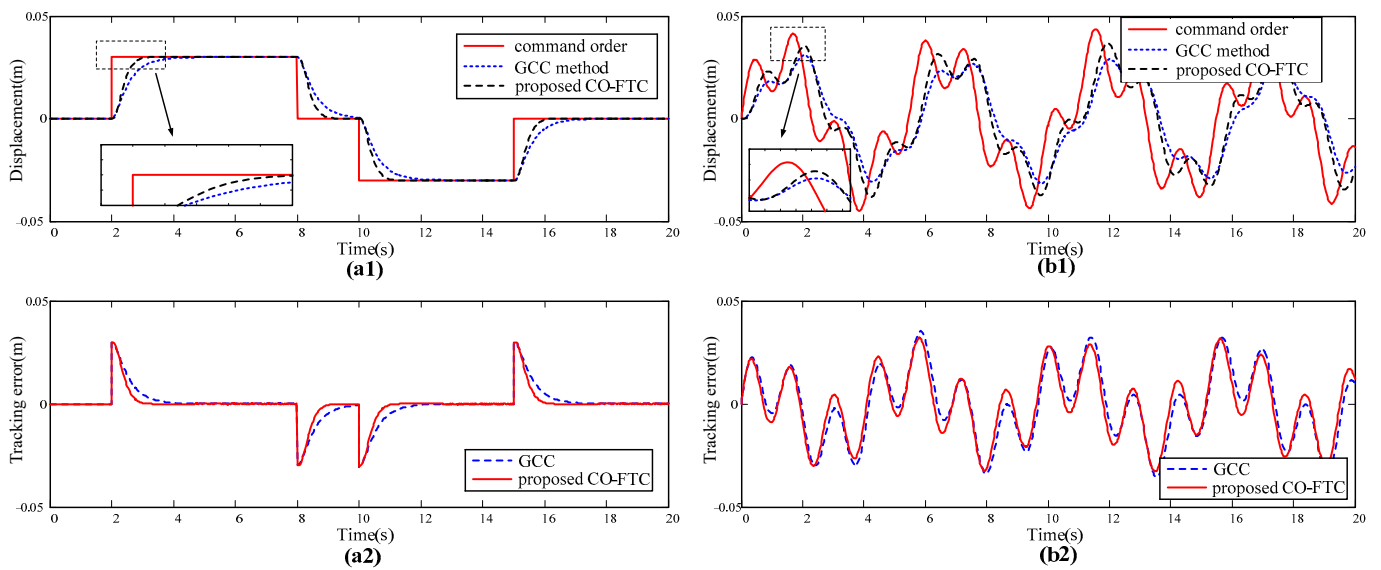 0.05
command order
GCC method
proposed CO-FTC
Displacement(m)
0
-0.05
0 2 4 6 8 10 12 14 16 18 20
Time(s)
(a1)
0.05
command order
GCC method
proposed CO-FTC
Displacement(m)
0
-0.05
0 2 4 6 8 10 12 14 16 18 20
Time(s)
(b1)
0.05
Tracking error(m)
0
GCC
proposed CO-FTC
-0.05
0 2 4 6 8 10 12 14 16 18 20
Time(s)
(a2)
0.05
Tracking error(m)
0
GCC
proposed CO-FTC
-0.05
0 2 4 6 8 10 12 14 16 18 20
Time(s)
(b2)